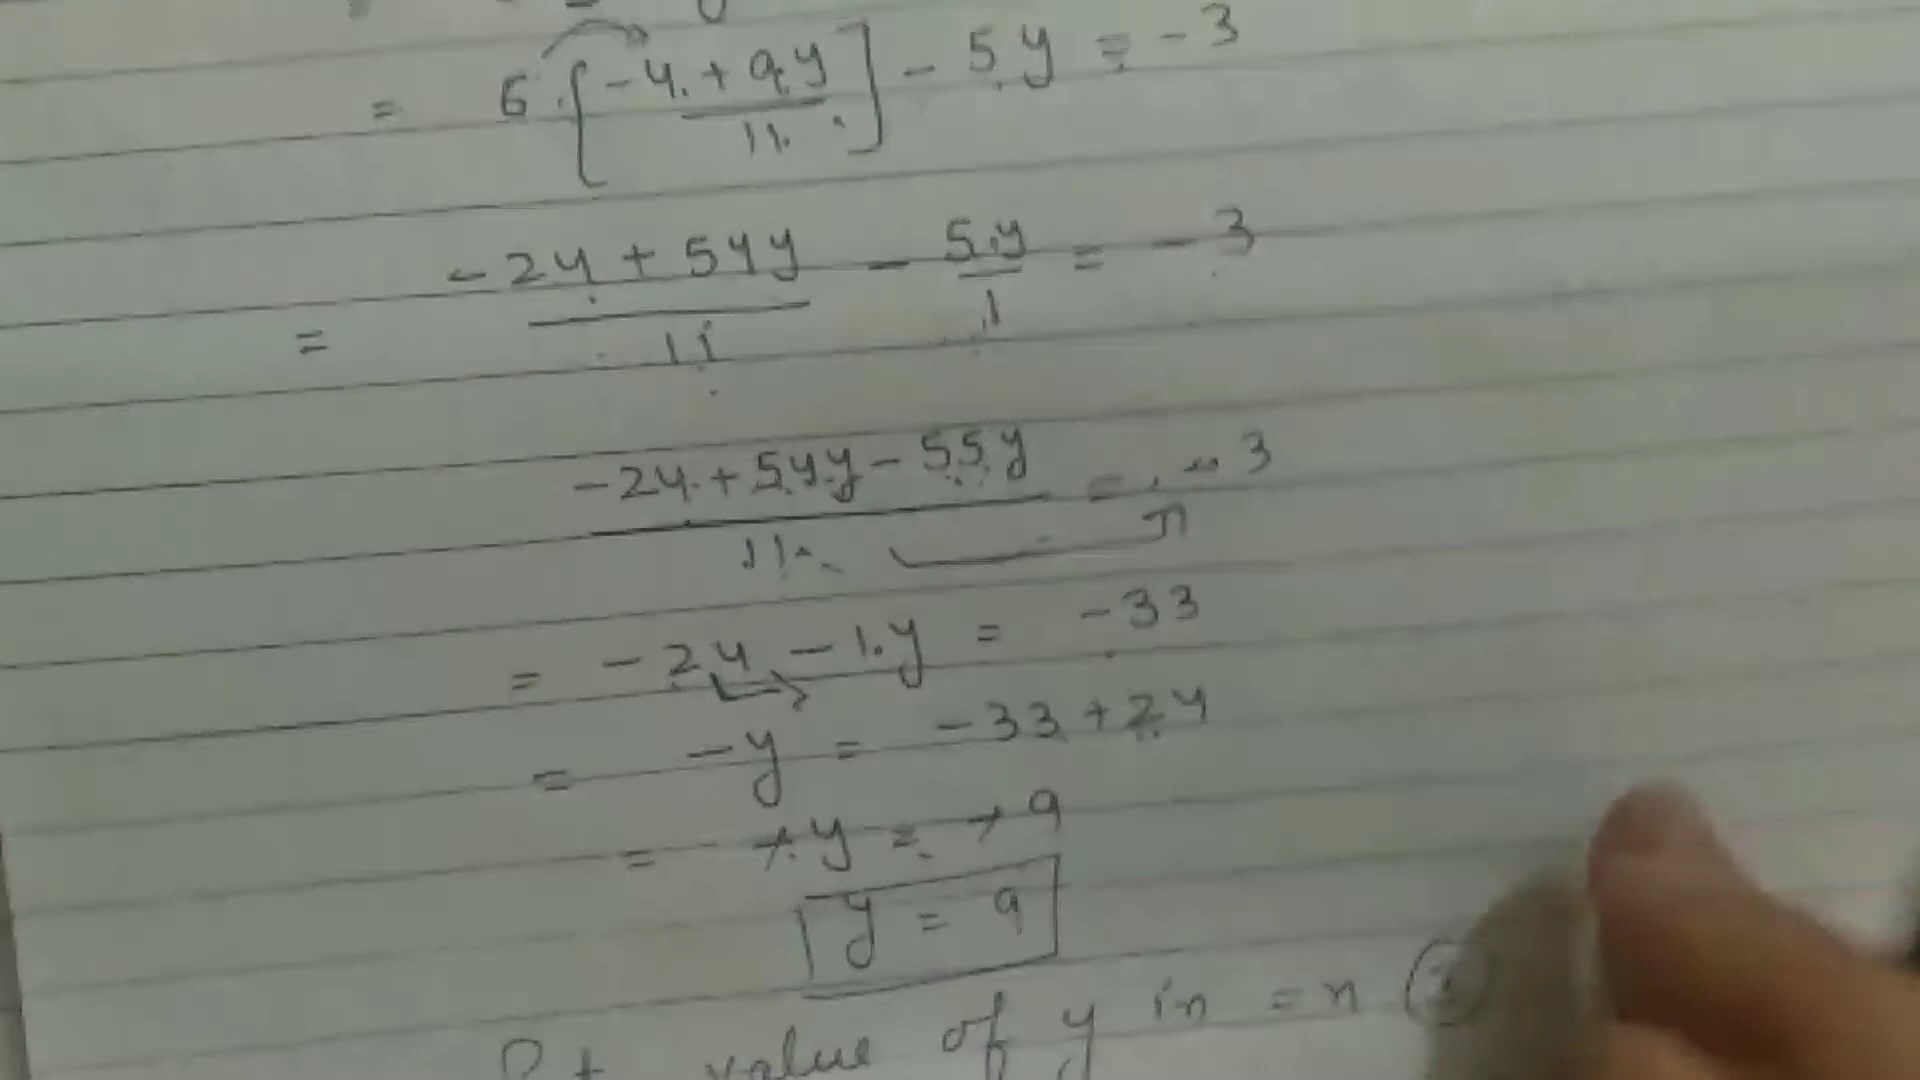 = 6 [ -4 + 9y / 11 ] - 5y = -3
= -24 + 54y / 11 - 5y / 1 = -3
-24 + 54y - 55y / 11 = -3
= -24 - 1.y = -33
= -y = -33 + 24
= +y = +9
y = 9
Pt value of y in = n